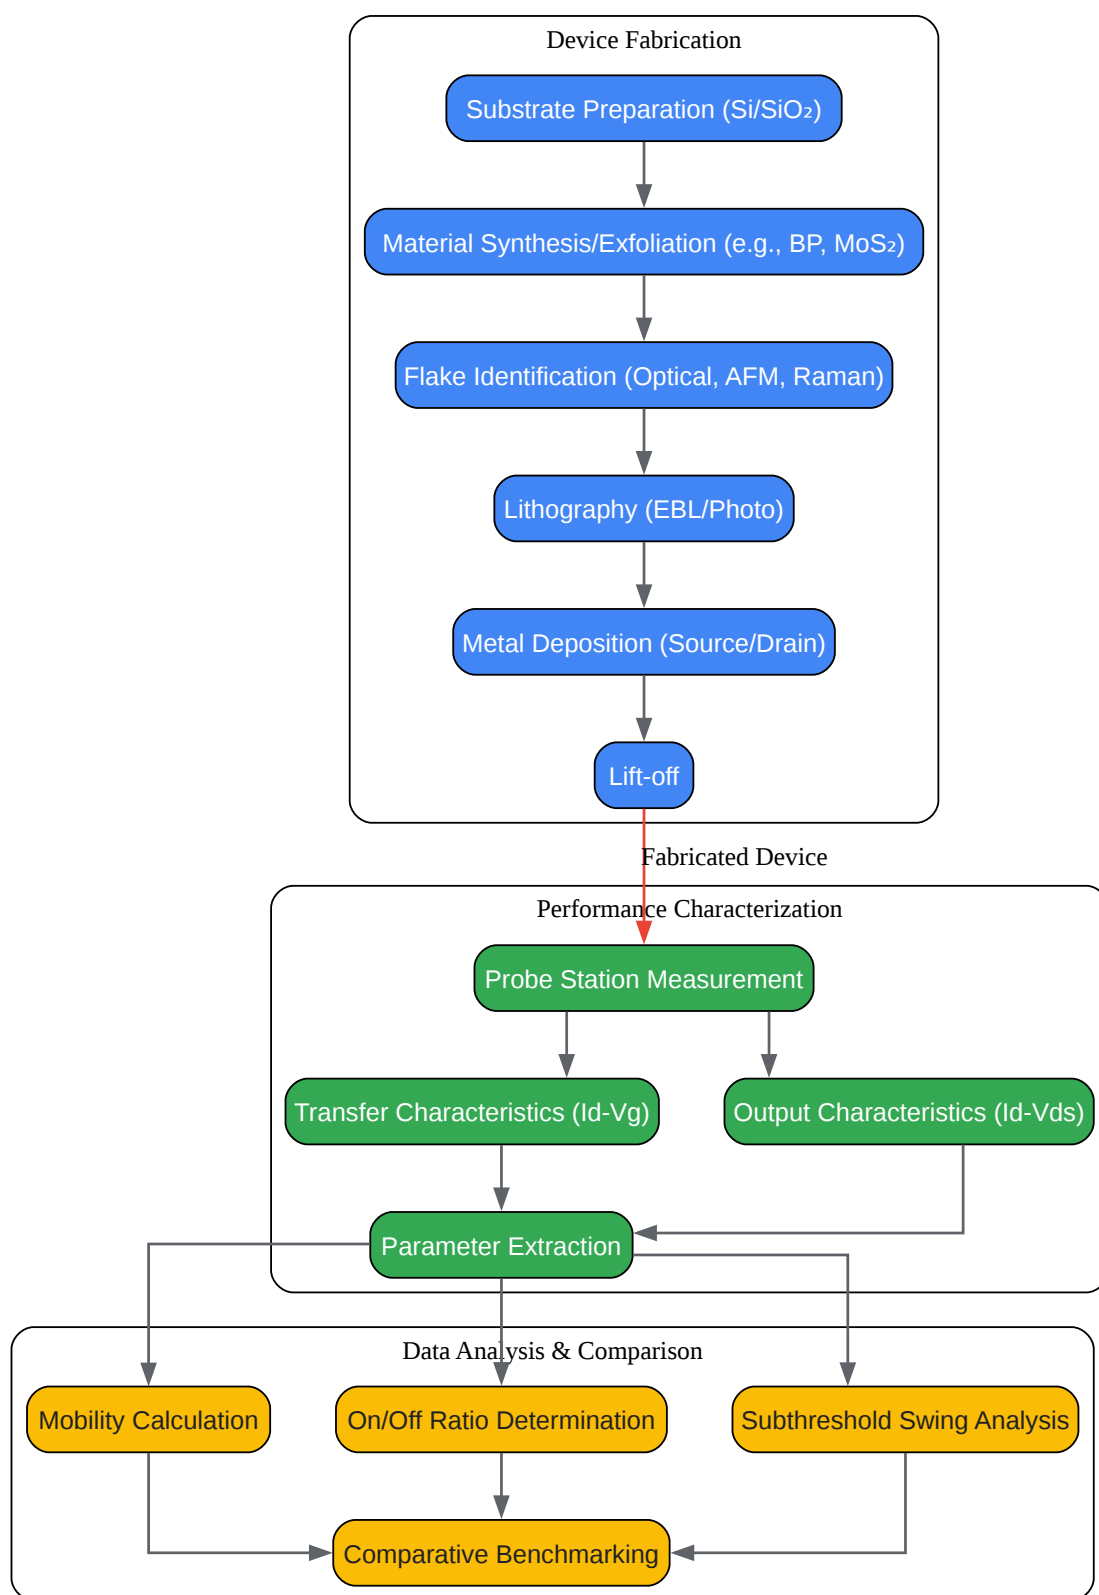 Device Fabrication
Substrate Preparation (Si/SiO₂)
Material Synthesis/Exfoliation (e.g., BP, MoS₂)
Flake Identification (Optical, AFM, Raman)
Lithography (EBL/Photo)
Metal Deposition (Source/Drain)
Lift-off
Fabricated Device
Performance Characterization
Probe Station Measurement
Transfer Characteristics (Id-Vg)
Output Characteristics (Id-Vds)
Parameter Extraction
Data Analysis & Comparison
Mobility Calculation
On/Off Ratio Determination
Subthreshold Swing Analysis
Comparative Benchmarking